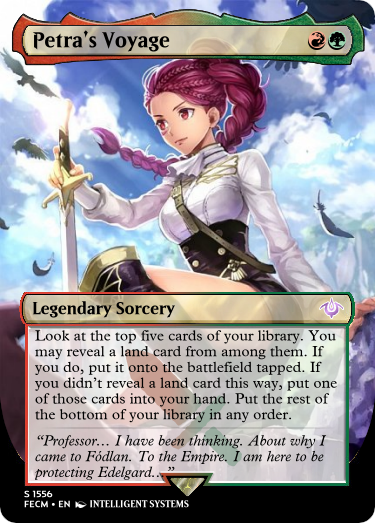 Petra's Voyage
Legendary Sorcery
Look at the top five cards of your library. You
may reveal a land card from among them. If
you do, put it onto the battlefield tapped. If
you didn't reveal a land card this way, put one
of those cards into your hand. Put the rest of
the bottom of your library in any order.
"Professor… I have been thinking. About why I
came to Fódlan. To the Empire. I am here to be
protecting Edelgard…"
S 1556
FECM • EN INTELLIGENT SYSTEMS